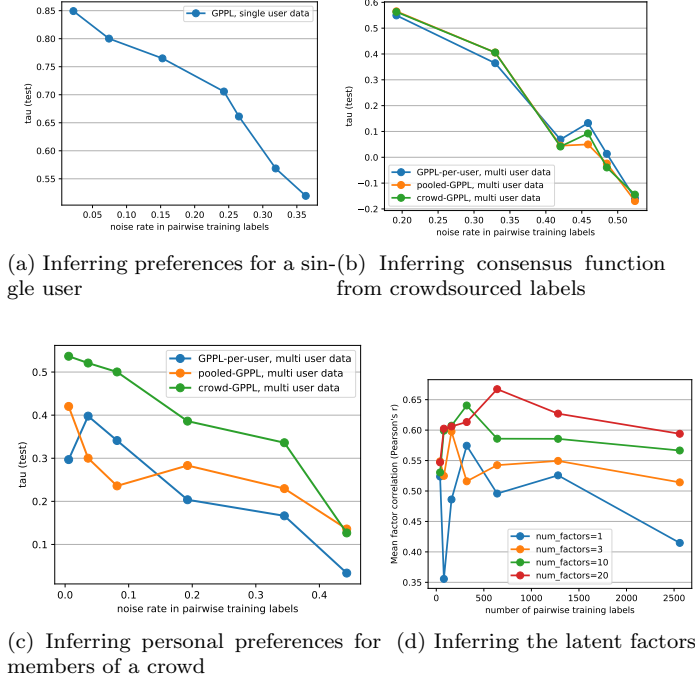 0.85
0.80
0.75
0.70
0.65
0.60
0.55
tau (test)
0.05 0.10 0.15 0.20 0.25 0.30 0.35
noise rate in pairwise training labels
GPPL, single user data
0.6
0.5
0.4
0.3
0.2
0.1
0.0
−0.1
−0.2
tau (test)
GPPL-per-user, multi user data
pooled-GPPL, multi user data
crowd-GPPL, multi user data
0.20 0.25 0.30 0.35 0.40 0.45 0.50
noise rate in pairwise training labels
(a) Inferring preferences for a sin-
gle user
(b) Inferring consensus function
from crowdsourced labels
0.5
0.4
0.3
0.2
0.1
tau (test)
GPPL-per-user, multi user data
pooled-GPPL, multi user data
crowd-GPPL, multi user data
0.0 0.1 0.2 0.3 0.4
noise rate in pairwise training labels
0.65
0.60
0.55
0.50
0.45
0.40
0.35
Mean factor correlation (Pearson's r)
num_factors=1
num_factors=3
num_factors=10
num_factors=20
0 500 1000 1500 2000 2500
number of pairwise training labels
(c) Inferring personal preferences for
members of a crowd
(d) Inferring the latent factors